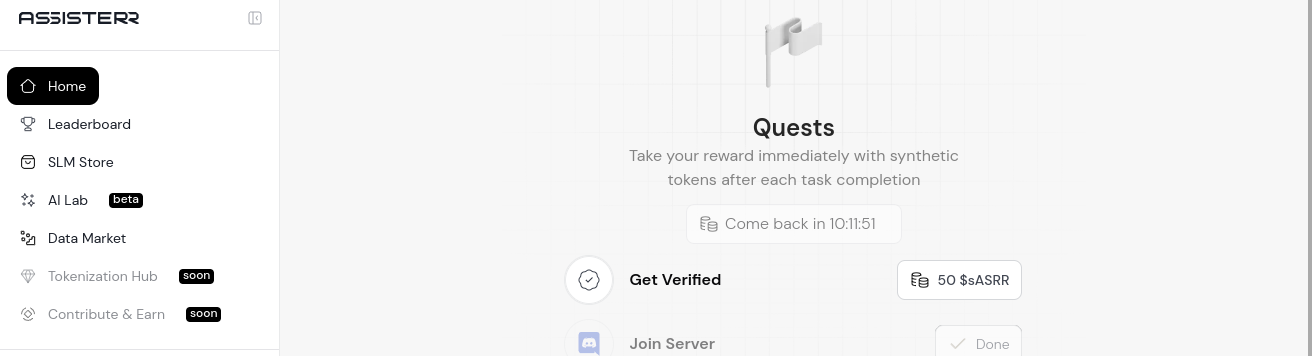 ASSISTERR
Home
Leaderboard
SLM Store
AI Lab beta
Data Market
Tokenization Hub soon
Contribute & Earn soon
Quests
Take your reward immediately with synthetic
tokens after each task completion
Come back in 10:11:51
Get Verified 50 $sASRR
Join Server Done